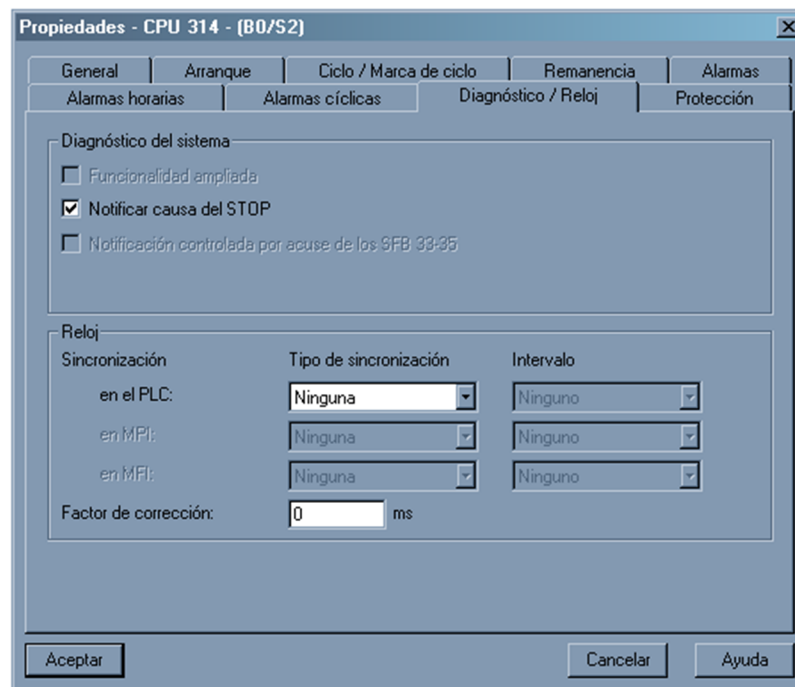 Propiedades - CPU 314 - (B0/S2)
General Arranque Ciclo / Marca de ciclo Remanencia Alarmas
Alarmas horarias Alarmas cíclicas Diagnóstico / Reloj Protección
Diagnóstico del sistema
Funcionalidad ampliada
Notificar causa del STOP
Notificación controlada por acuse de los SFB 33-35
Reloj
Sincronización Tipo de sincronización Intervalo
en el PLC: Ninguna Ninguno
en MPI: Ninguna Ninguno
en MFI: Ninguna Ninguno
Factor de corrección: 0 ms
Aceptar Cancelar Ayuda